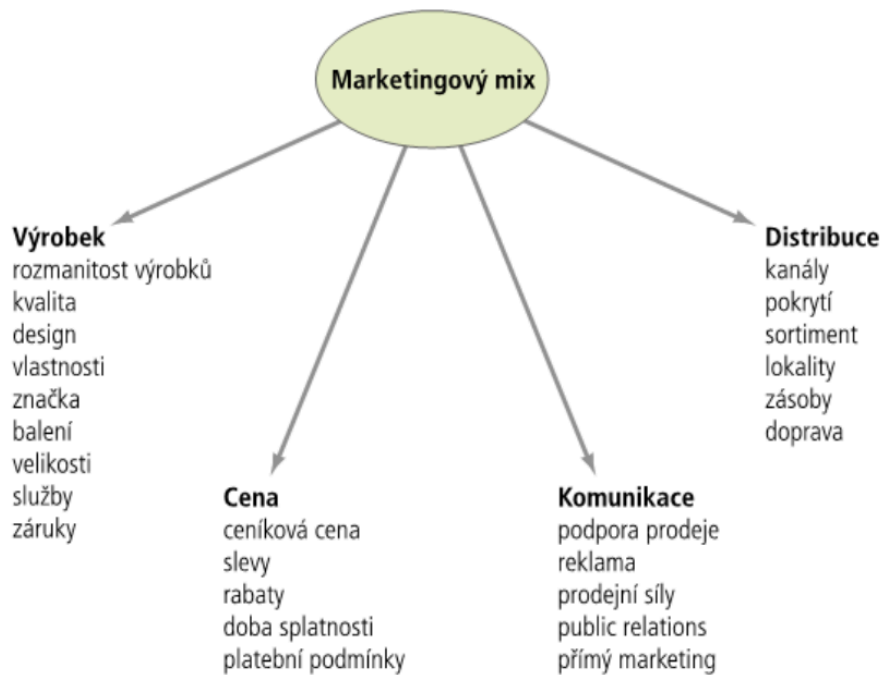 Marketingový mix
Výrobek
rozmanitost výrobků
kvalita
design
vlastnosti
značka
balení
velikosti
služby
záruky
Cena
ceníková cena
slevy
rabaty
doba splatnosti
platební podmínky
Komunikace
podpora prodeje
reklama
prodejní síly
public relations
přímý marketing
Distribuce
kanály
pokrytí
sortiment
lokality
zásoby
doprava